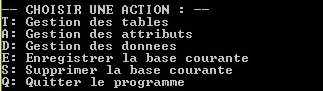 -- CHOISIR UNE ACTION : --
T: Gestion des tables
A: Gestion des attributs
D: Gestion des donnees
E: Enregistrer la base courante
S: Supprimer la base courante
Q: Quitter le programme